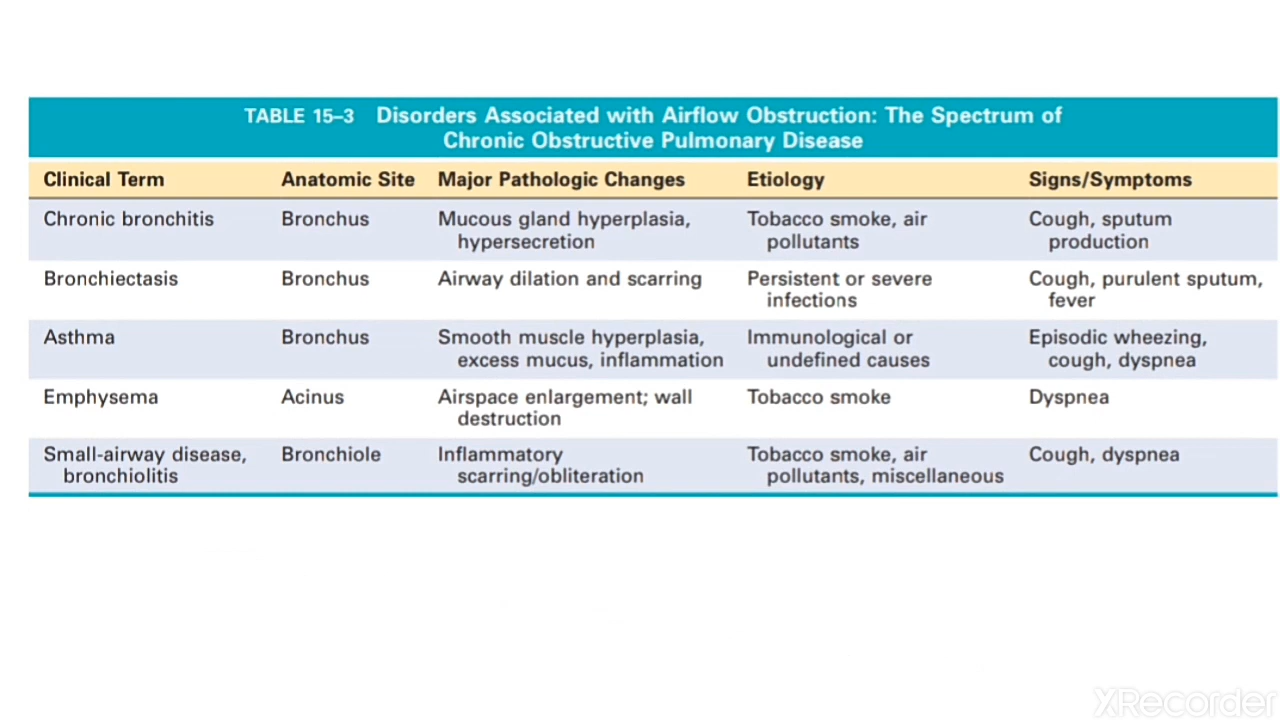 TABLE 15–3 Disorders Associated with Airflow Obstruction: The Spectrum of
Chronic Obstructive Pulmonary Disease
Clinical Term Anatomic Site Major Pathologic Changes Etiology Signs/Symptoms
Chronic bronchitis Bronchus Mucous gland hyperplasia, Tobacco smoke, air Cough, sputum
hypersecretion pollutants production
Bronchiectasis Bronchus Airway dilation and scarring Persistent or severe Cough, purulent sputum,
infections fever
Asthma Bronchus Smooth muscle hyperplasia, Immunological or Episodic wheezing,
excess mucus, inflammation undefined causes cough, dyspnea
Emphysema Acinus Airspace enlargement; wall Tobacco smoke Dyspnea
destruction
Small-airway disease, Bronchiole Inflammatory Tobacco smoke, air Cough, dyspnea
bronchiolitis scarring/obliteration pollutants, miscellaneous
XRecorder